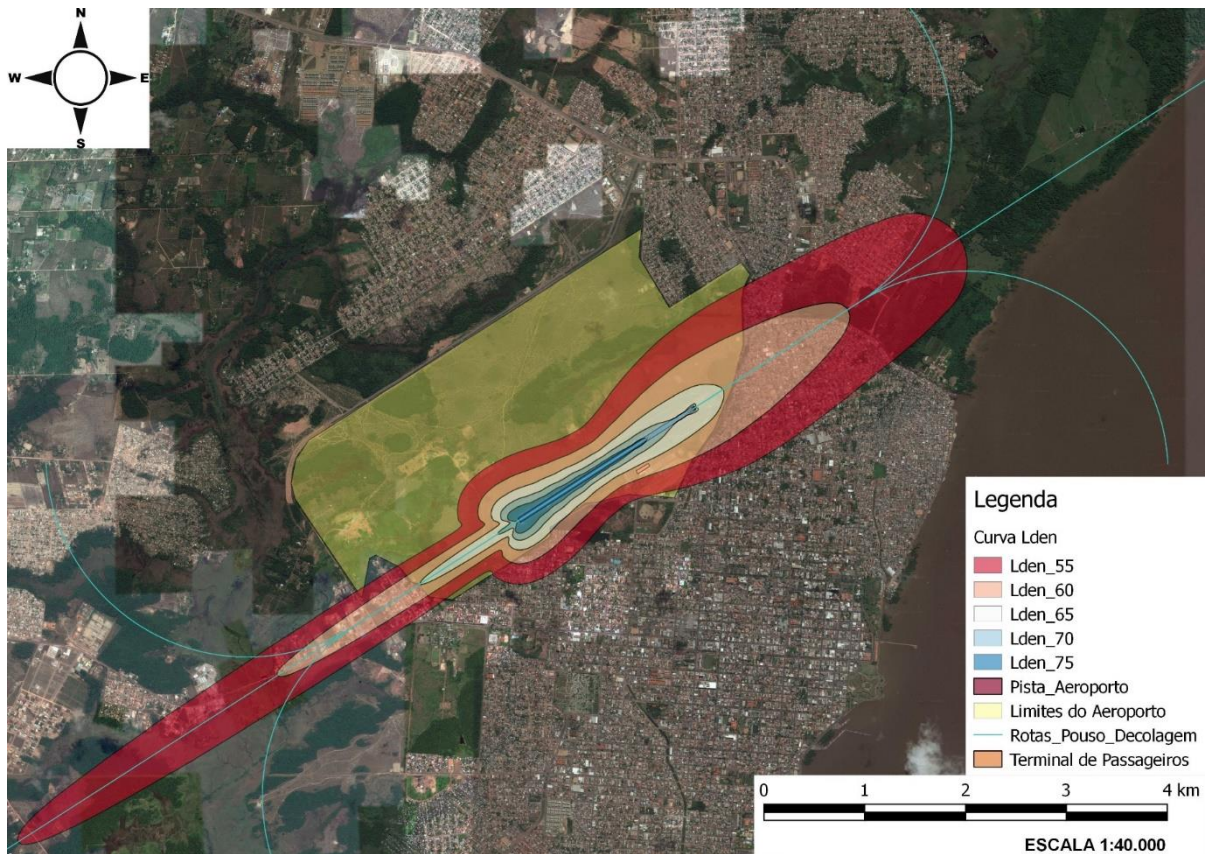 N
W E
S
Legenda
Curva Lden
Lden_55
Lden_60
Lden_65
Lden_70
Lden_75
Pista_Aeroporto
Limites do Aeroporto
Rotas_Pouso_Decolagem
Terminal de Passageiros
0 1 2 3 4 km
ESCALA 1:40.000